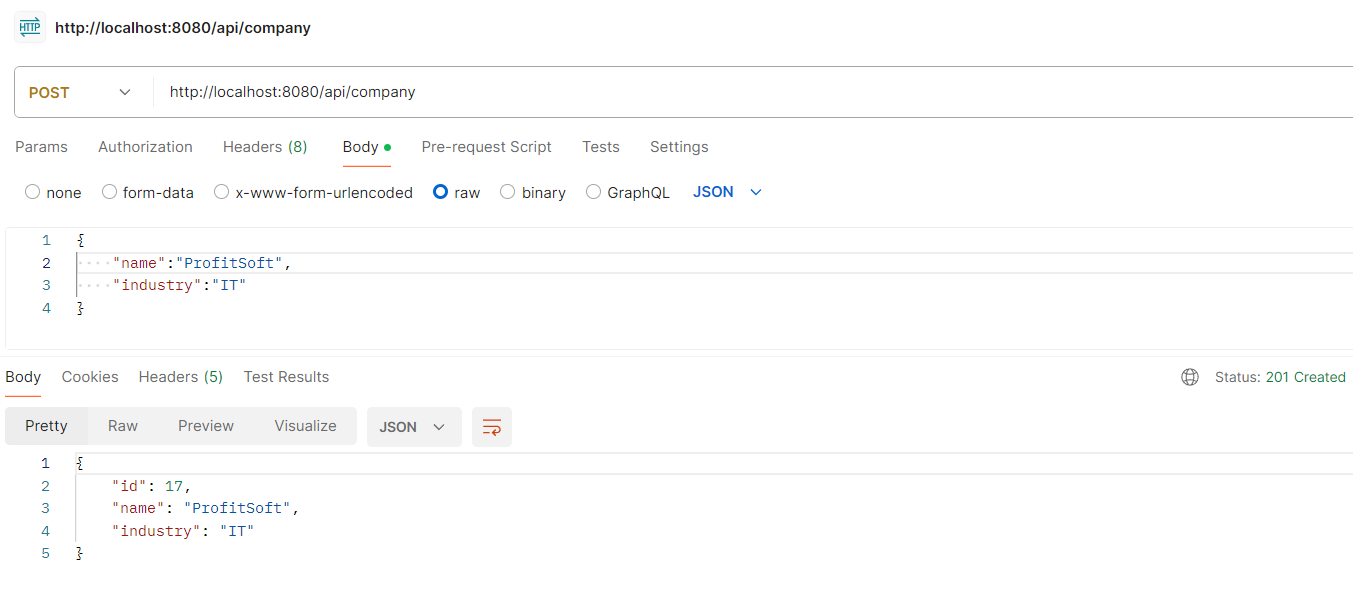 HTTP http://localhost:8080/api/company
POST http://localhost:8080/api/company
Params Authorization Headers (8) Body Pre-request Script Tests Settings
none form-data x-www-form-urlencoded raw binary GraphQL JSON
1 {
2 "name":"ProfitSoft",
3 "industry":"IT"
4 }
Body Cookies Headers (5) Test Results Status: 201 Created
Pretty Raw Preview Visualize JSON
1 {
2 "id": 17,
3 "name": "ProfitSoft",
4 "industry": "IT"
5 }